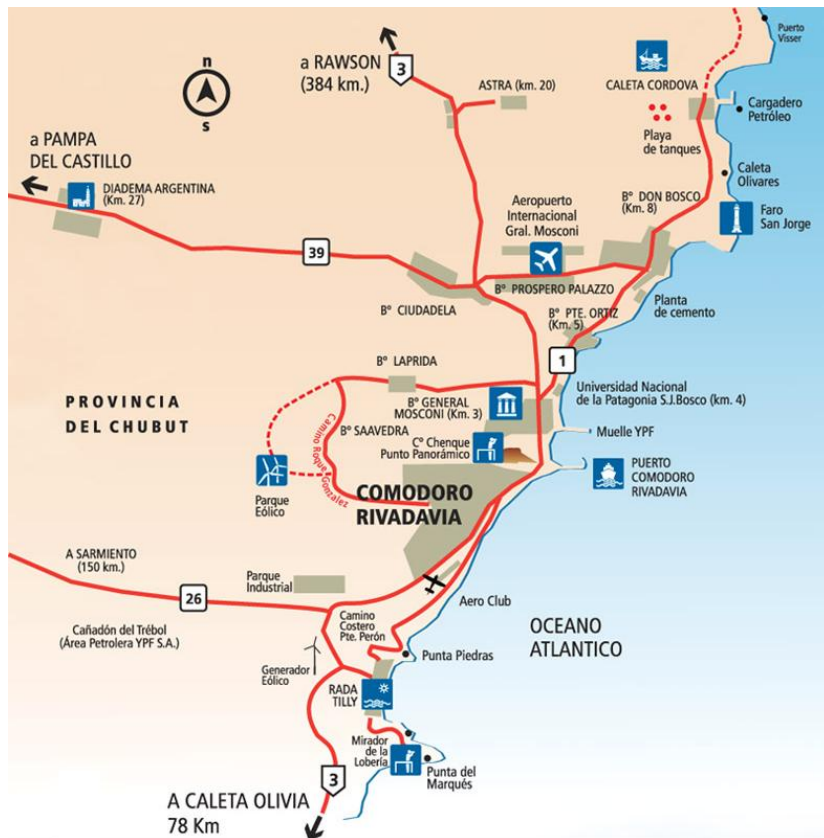 Puerto
Visser
n
s
a RAWSON
(384 km.)
3
ASTRA (km. 20)
CALETA CORDOVA
Cargadero
Petróleo
Playa
de tanques
a PAMPA
DEL CASTILLO
DIADEMA ARGENTINA
(Km. 27)
Caleta
Olivares
Bº DON BOSCO
(Km. 8)
Aeropuerto
Internacional
Gral. Mosconi
Faro
San Jorge
39
Bº PROSPERO PALAZZO
Bº CIUDADELA
Planta
de cemento
Bº PTE. ORTIZ
(Km. 5)
1
Bº LAPRIDA
Universidad Nacional
de la Patagonia S.J.Bosco (km. 4)
PROVINCIA
DEL CHUBUT
Bº GENERAL
MOSCONI (Km. 3)
Bº SAAVEDRA
Muelle YPF
Cº Chenque
Punto Panorámico
Camino Roque Gonzalez
PUERTO
COMODORO
RIVADAVIA
Parque
Eólico
COMODORO
RIVADAVIA
A SARMIENTO
(150 km.)
Parque
Industrial
26
Aero Club
Camino
Costero
Pte. Perón
Cañadón del Trébol
(Área Petrolera YPF S.A.)
OCEANO
ATLANTICO
Punta Piedras
Generador
Eólico
RADA
TILLY
Mirador
de la
Lobería
Punta del
Marqués
3
A CALETA OLIVIA
78 Km